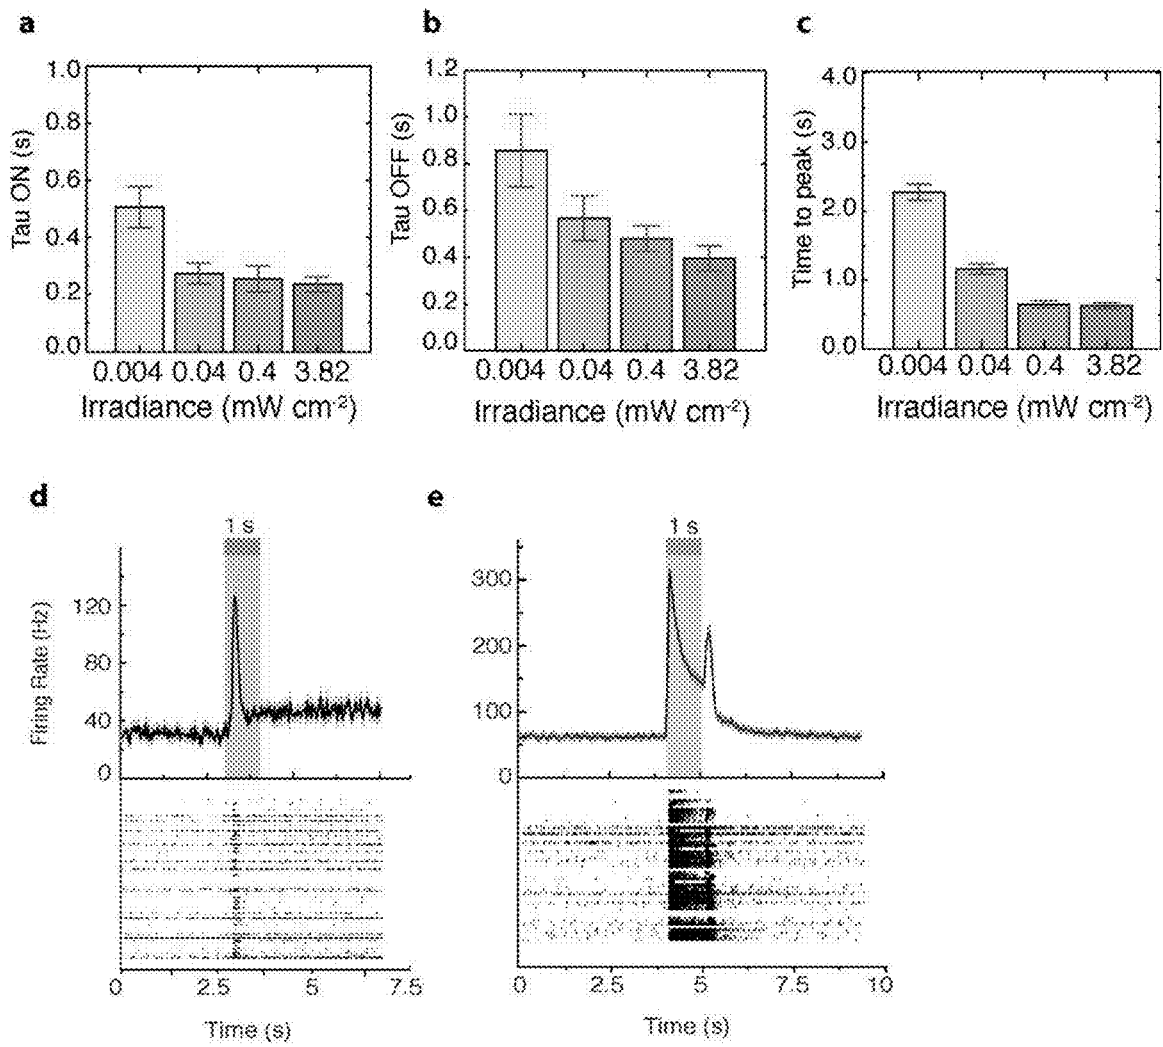 a
Tau ON (s)
1.0
0.8
0.6
0.4
0.2
0.0
0.004 0.04 0.4 3.82
Irradiance (mW cm-2)
b
Tau OFF (s)
1.2
1.0
0.8
0.6
0.4
0.2
0.0
0.004 0.04 0.4 3.82
Irradiance (mW cm-2)
c
Time to peak (s)
4.0
3.0
2.0
1.0
0.0
0.004 0.04 0.4 3.82
Irradiance (mW cm-2)
d
1 s
Firing Rate (Hz)
120
80
40
0
0 2.5 5 7.5
Time (s)
e
1 s
300
200
100
0
0 2.5 5 7.5 10
Time (s)